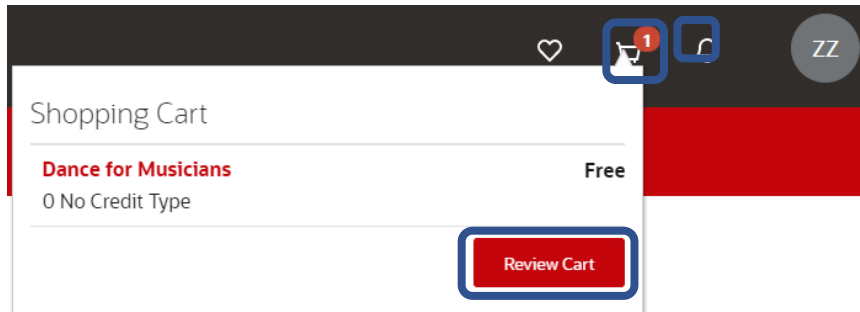 1
ZZ
Shopping Cart
Dance for Musicians Free
0 No Credit Type
Review Cart